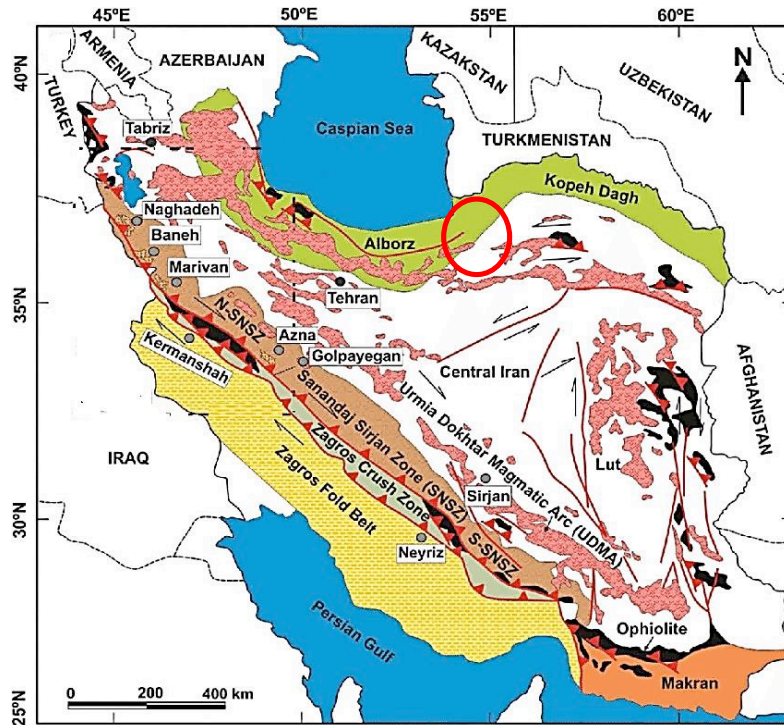 45ºE
50ºE
55ºE
60ºE
40ºN
35ºN
30ºN
25ºN
ARMENIA
AZERBAIJAN
KAZAKSTAN
UZBEKISTAN
N
TURKEY
Tabriz
Caspian Sea
TURKMENISTAN
Kopeh Dagh
Naghadeh
Baneh
Marivan
Alborz
Tehran
N-SNSZ
Azna
Golpayegan
Kermanshah
Central Iran
AFGHANISTAN
Sanandaj Sirjan Zone (SNSZ)
Urmia Dokhtar Magmatic Arc (UDMA)
Zagros Crush Zone
IRAQ
Zagros Fold Belt
Lut
Sirjan
S-SNSZ
Neyriz
Persian Gulf
Ophiolite
Makran
0 200 400 km